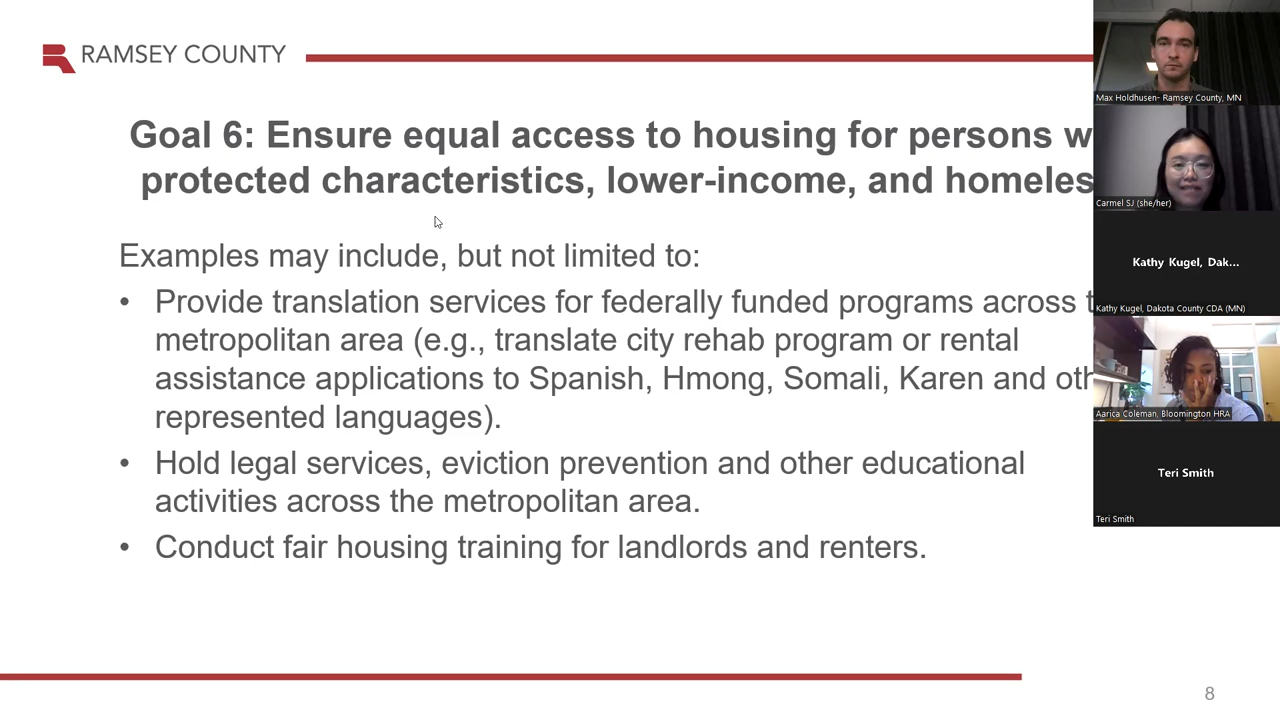 RAMSEY COUNTY
Goal 6: Ensure equal access to housing for persons
protected characteristics, lower-income, and
Examples may include, but not limited to:
• Provide translation services for federally funded programs across
metropolitan area (e.g., translate city rehab program or rental
assistance applications to Spanish, Hmong, Somali, Karen and
represented languages).
• Hold legal services, eviction prevention and other educational
activities across the metropolitan area.
• Conduct fair housing training for landlords and renters.
8
Max Holdhusen- Ramsey County, MN
Carmel SJ (she/her)
Kathy Kugel, Dak...
Kathy Kugel, Dakota County CDA (MN)
Aarica Coleman, Bloomington HRA
Teri Smith
Teri Smith